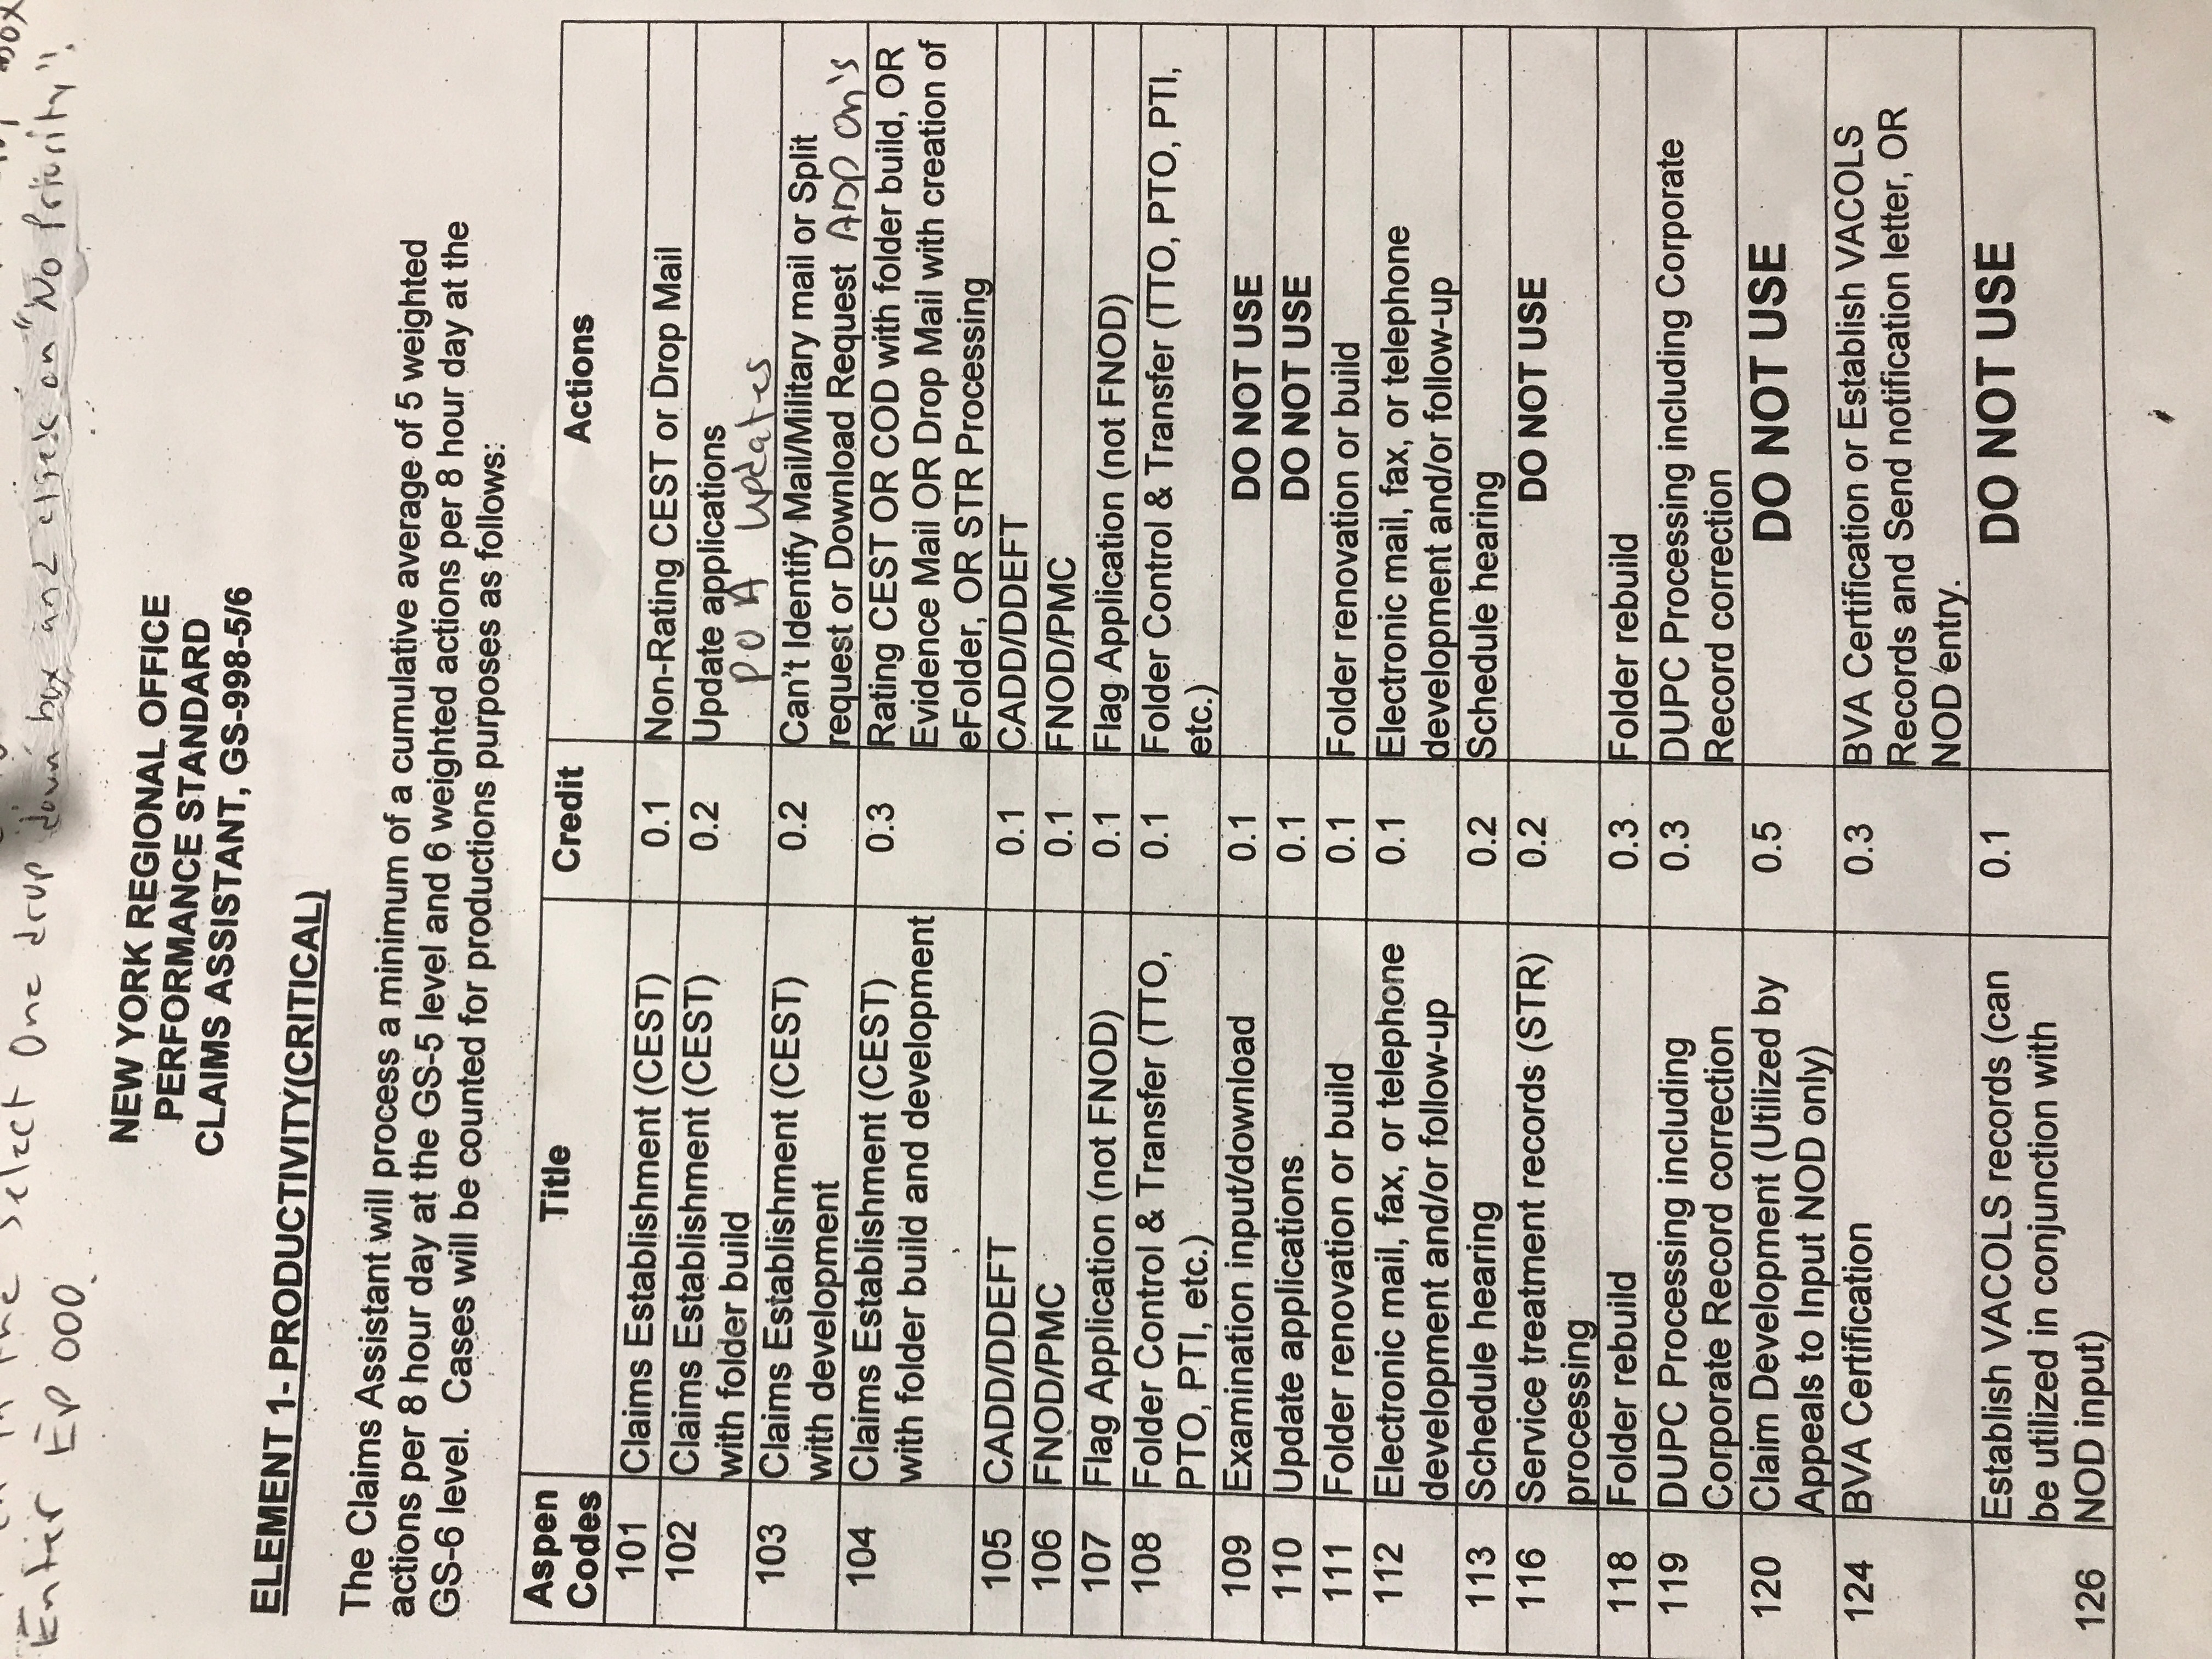 in the Select One drop down box and click on "No Priority".
box
Enter EP 000.
NEW YORK REGIONAL OFFICE
PERFORMANCE STANDARD
CLAIMS ASSISTANT, GS-998-5/6
ELEMENT 1- PRODUCTIVITY(CRITICAL)
The Claims Assistant will process a minimum of a cumulative average of 5 weighted
actions per 8 hour day at the GS-5 level and 6 weighted actions per 8 hour day at the
GS-6 level. Cases will be counted for productions purposes as follows:
Aspen Codes Title Credit Actions
101 Claims Establishment (CEST) 0.1 Non-Rating CEST or Drop Mail
102 Claims Establishment (CEST) 0.2 Update applications
with folder build POA Updates
103 Claims Establishment (CEST) 0.2 Can't Identify Mail/Military mail or Split
with development request or Download Request ADD On's
104 Claims Establishment (CEST) 0.3 Rating CEST OR COD with folder build, OR
with folder build and development Evidence Mail OR Drop Mail with creation of
eFolder, OR STR Processing
105 CADD/DDEFT 0.1 CADD/DDEFT
106 FNOD/PMC 0.1 FNOD/PMC
107 Flag Application (not FNOD) 0.1 Flag Application (not FNOD)
108 Folder Control & Transfer (TTO, 0.1 Folder Control & Transfer (TTO, PTO, PTI,
PTO, PTI, etc.) etc.)
109 Examination input/download 0.1 DO NOT USE
110 Update applications 0.1 DO NOT USE
111 Folder renovation or build 0.1 Folder renovation or build
112 Electronic mail, fax, or telephone 0.1 Electronic mail, fax, or telephone
development and/or follow-up development and/or follow-up
113 Schedule hearing 0.2 Schedule hearing
116 Service treatment records (STR) 0.2 DO NOT USE
processing
118 Folder rebuild 0.3 Folder rebuild
119 DUPC Processing including 0.3 DUPC Processing including Corporate
Corporate Record correction Record correction
120 Claim Development (Utilized by 0.5 DO NOT USE
Appeals to Input NOD only)
124 BVA Certification 0.3 BVA Certification or Establish VACOLS
Records and Send notification letter, OR
NOD entry.
Establish VACOLS records (can 0.1 DO NOT USE
be utilized in conjunction with
126 NOD input)